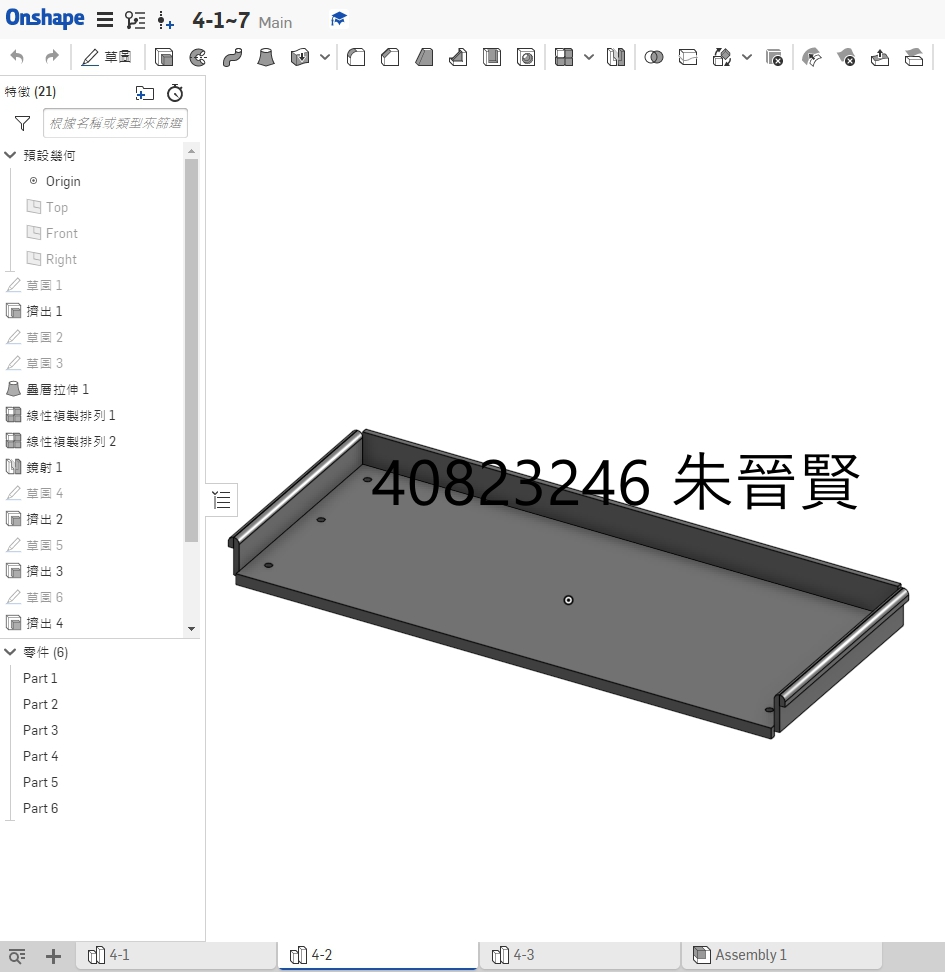 Onshape 4-1~7 Main
草圖
特徵 (21)
根據名稱或類型來篩選
預設幾何
Origin
Top
Front
Right
草圖 1
擠出 1
草圖 2
草圖 3
疊層拉伸 1
線性複製排列 1
線性複製排列 2
鏡射 1
草圖 4
擠出 2
草圖 5
擠出 3
草圖 6
擠出 4
零件 (6)
Part 1
Part 2
Part 3
Part 4
Part 5
Part 6
40823246 朱晉賢
4-1
4-2
4-3
Assembly 1